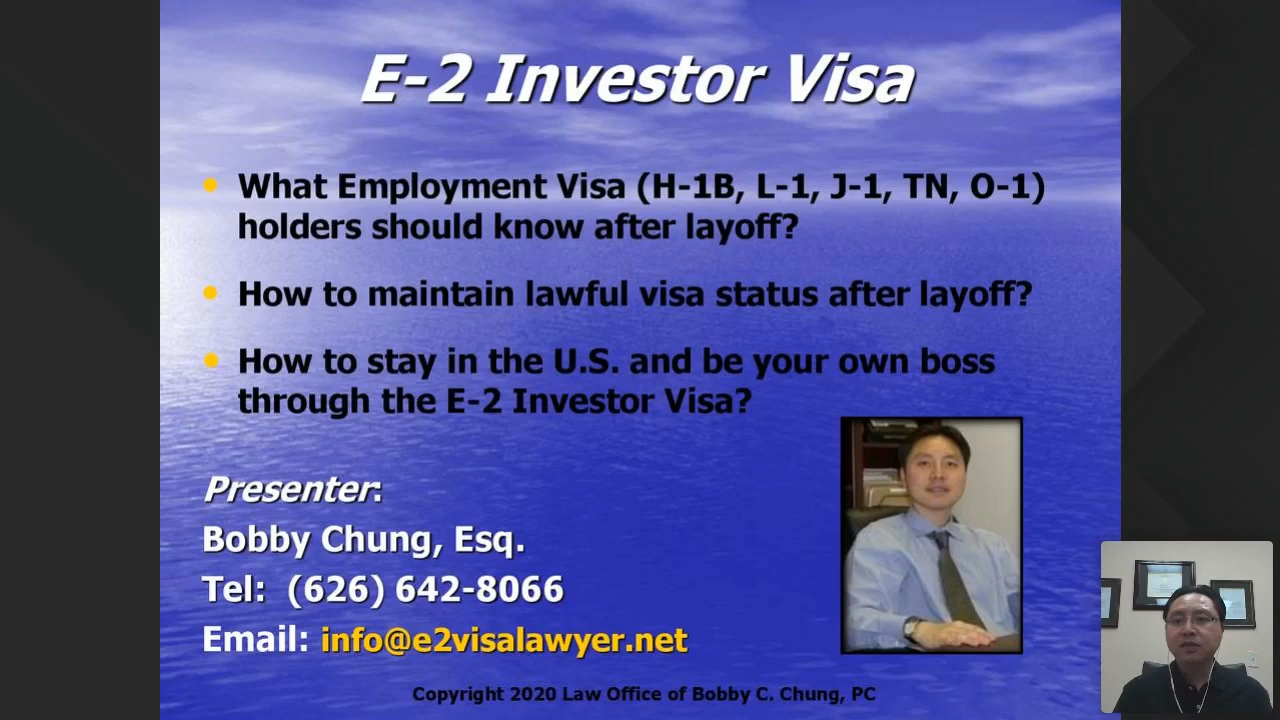 E-2 Investor Visa
What Employment Visa (H-1B, L-1, J-1, TN, O-1)
holders should know after layoff?
How to maintain lawful visa status after layoff?
How to stay in the U.S. and be your own boss
through the E-2 Investor Visa?
Presenter:
Bobby Chung, Esq.
Tel: (626) 642-8066
Email: info@e2visalawyer.net
Copyright 2020 Law Office of Bobby C. Chung, PC